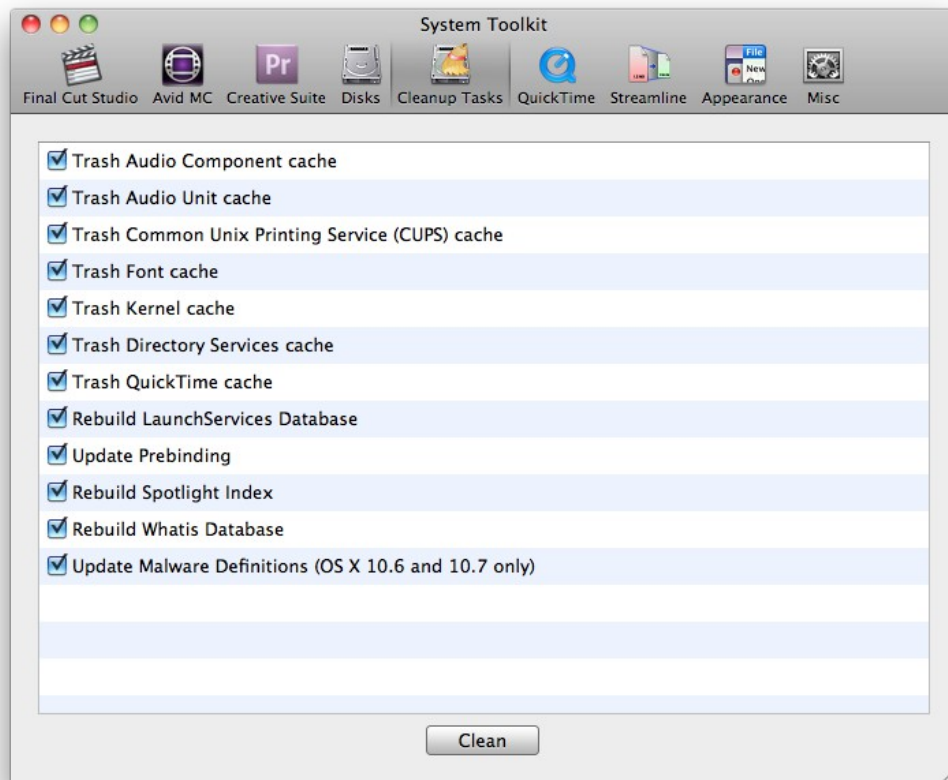 System Toolkit
Pr
File
New
Final Cut Studio Avid MC Creative Suite Disks Cleanup Tasks QuickTime Streamline Appearance Misc
Trash Audio Component cache
Trash Audio Unit cache
Trash Common Unix Printing Service (CUPS) cache
Trash Font cache
Trash Kernel cache
Trash Directory Services cache
Trash QuickTime cache
Rebuild LaunchServices Database
Update Prebinding
Rebuild Spotlight Index
Rebuild Whatis Database
Update Malware Definitions (OS X 10.6 and 10.7 only)
Clean